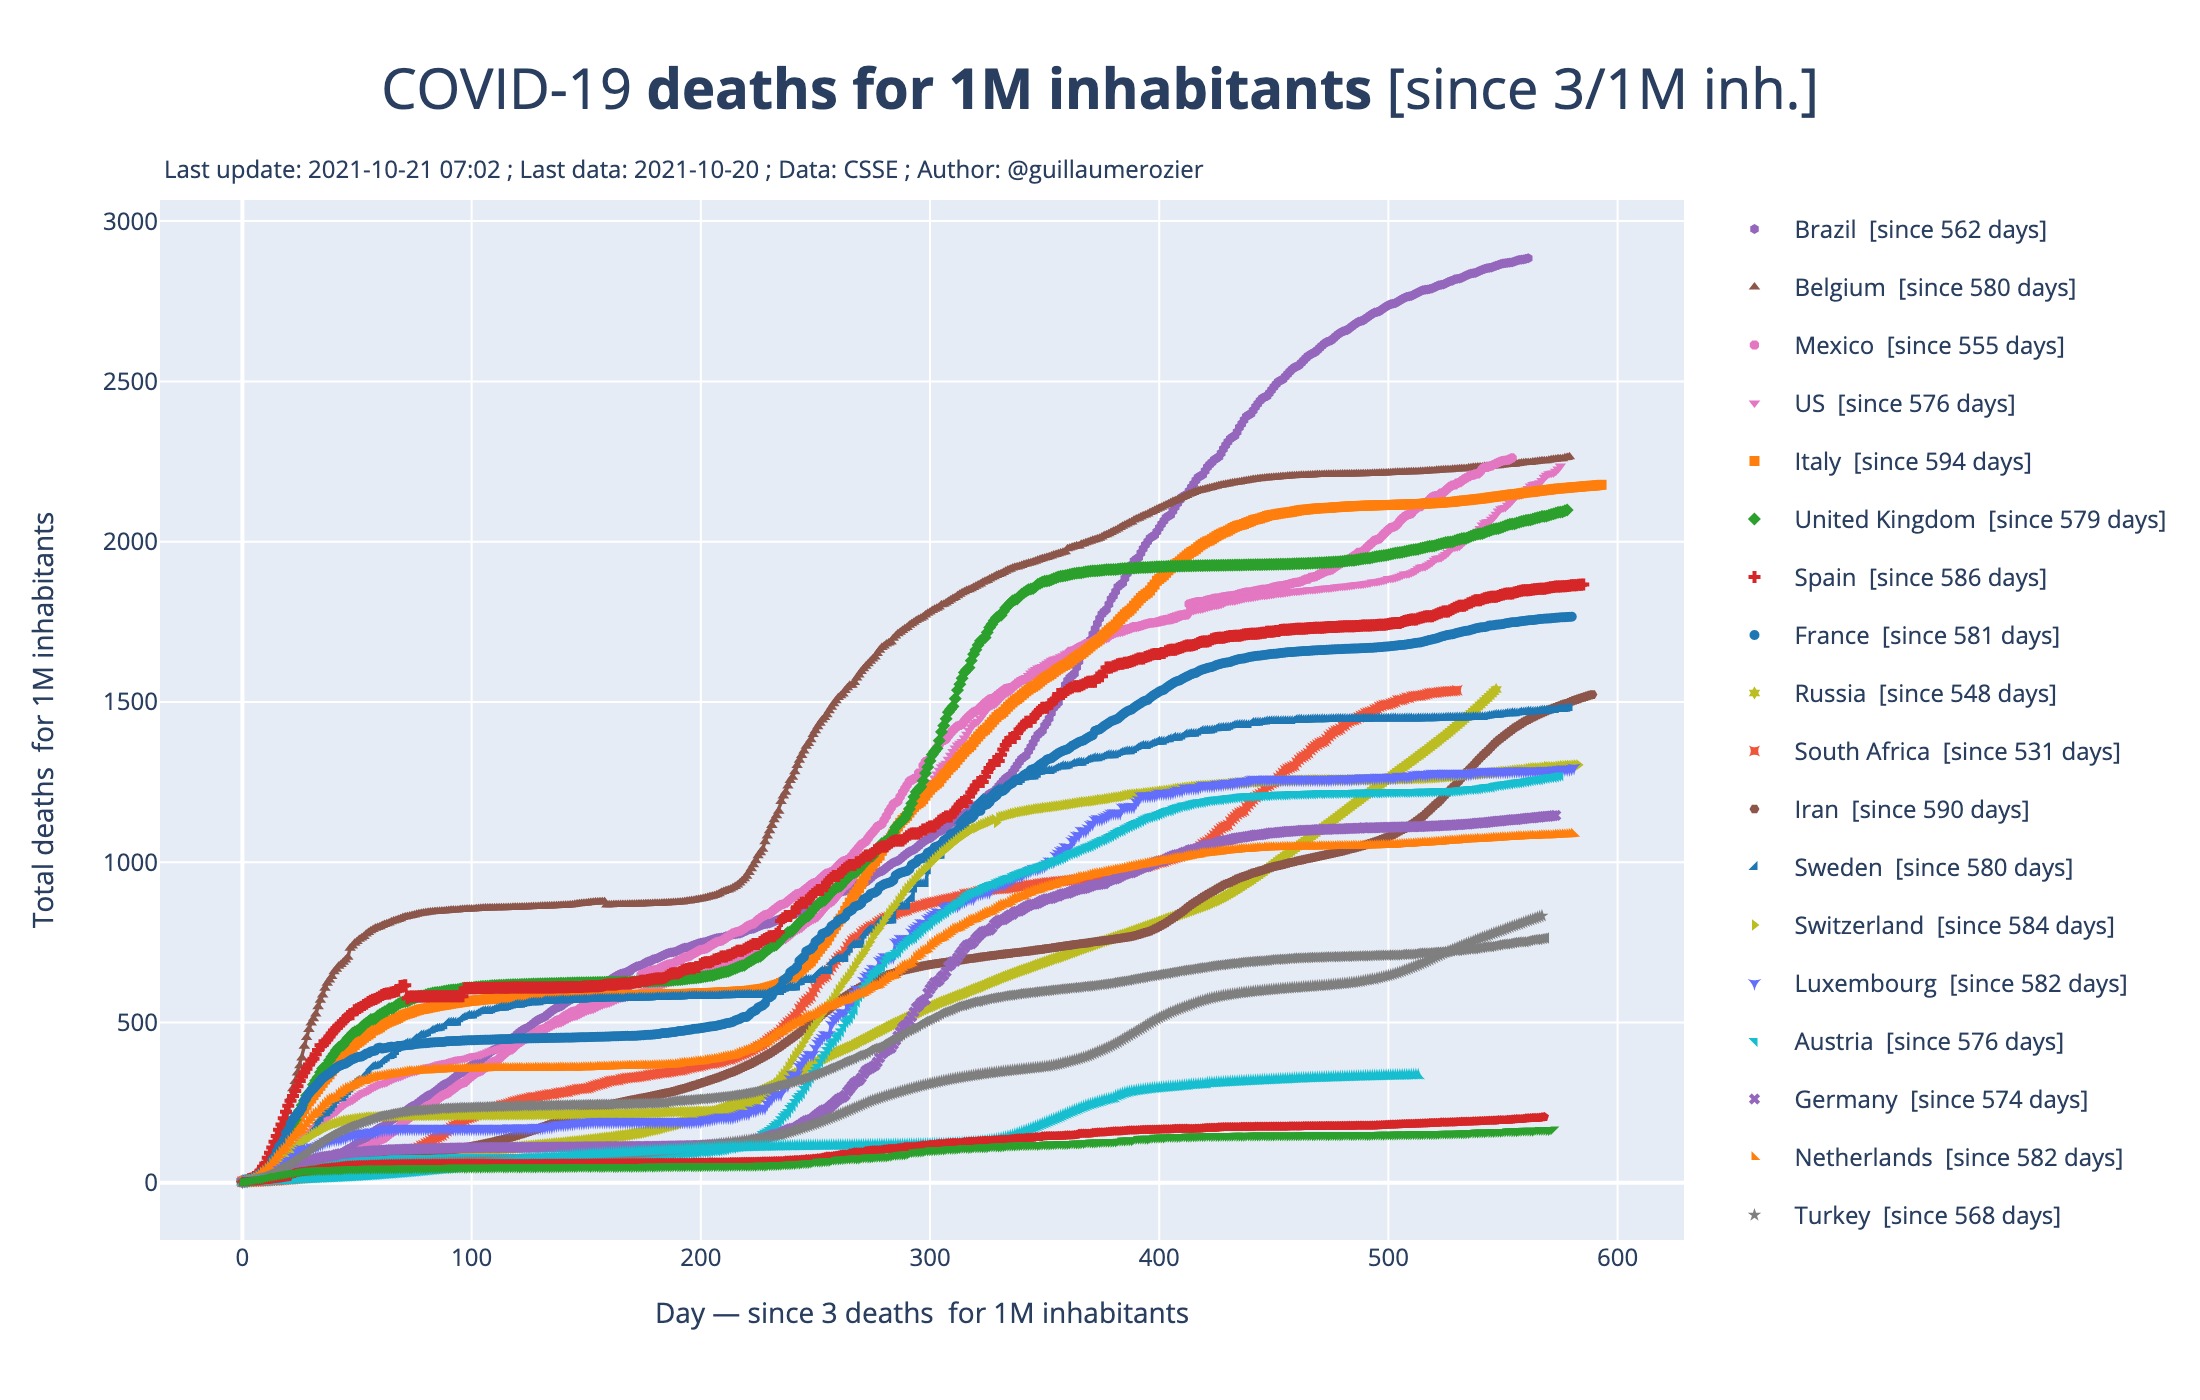 COVID-19 deaths for 1M inhabitants [since 3/1M inh.]
Last update: 2021-10-21 07:02 ; Last data: 2021-10-20 ; Data: CSSE ; Author: @guillaumerozier
Total deaths for 1M inhabitants
3000
2500
2000
1500
1000
500
0
0 100 200 300 400 500 600
Day — since 3 deaths for 1M inhabitants
Brazil [since 562 days]
Belgium [since 580 days]
Mexico [since 555 days]
US [since 576 days]
Italy [since 594 days]
United Kingdom [since 579 days]
Spain [since 586 days]
France [since 581 days]
Russia [since 548 days]
South Africa [since 531 days]
Iran [since 590 days]
Sweden [since 580 days]
Switzerland [since 584 days]
Luxembourg [since 582 days]
Austria [since 576 days]
Germany [since 574 days]
Netherlands [since 582 days]
Turkey [since 568 days]